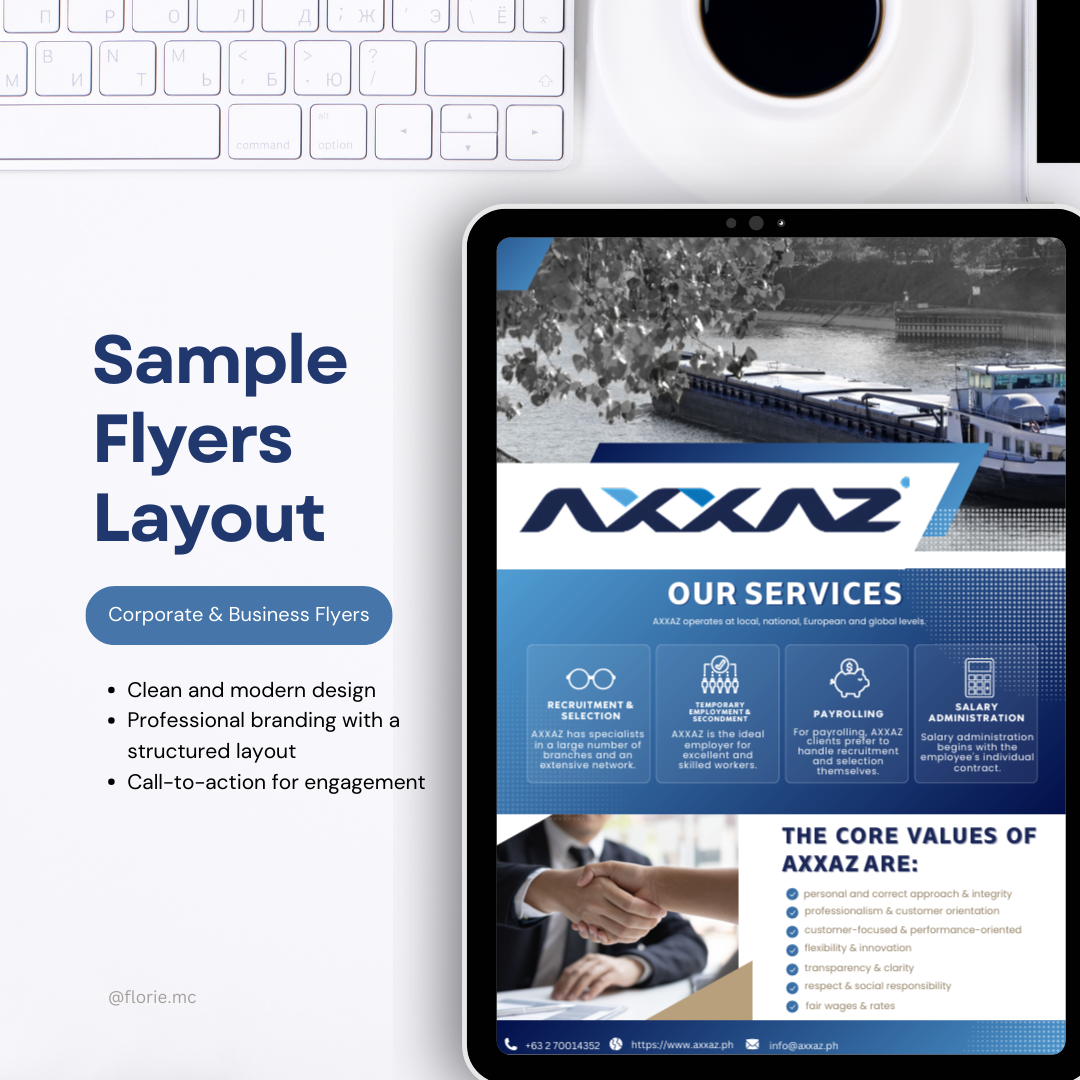 П Р О Л Д ; Ж Э \ Ё
М B И N Т M Ь < , Б > . Ю ? /
command alt option
Sample
Flyers
Layout
Corporate & Business Flyers
• Clean and modern design
• Professional branding with a
structured layout
• Call-to-action for engagement
@florie.mc
AXXAZ
OUR SERVICES
AXXAZ operates at local, national, European and global levels.
RECRUITMENT &
SELECTION
AXXAZ has specialists
in a large number of
branches and an
extensive network.
TEMPORARY
EMPLOYMENT &
SECONDMENT
AXXAZ is the ideal
employer for
excellent and
skilled workers.
PAYROLLING
For payrolling, AXXAZ
clients prefer to
handle recruitment
and selection
themselves.
SALARY
ADMINISTRATION
Salary administration
begins with the
employee's individual
contract.
THE CORE VALUES OF
AXXAZ ARE:
personal and correct approach & integrity
professionalism & customer orientation
customer-focused & performance-oriented
flexibility & innovation
transparency & clarity
respect & social responsibility
fair wages & rates
+63 2 70014352 https://www.axxaz.ph info@axxaz.ph